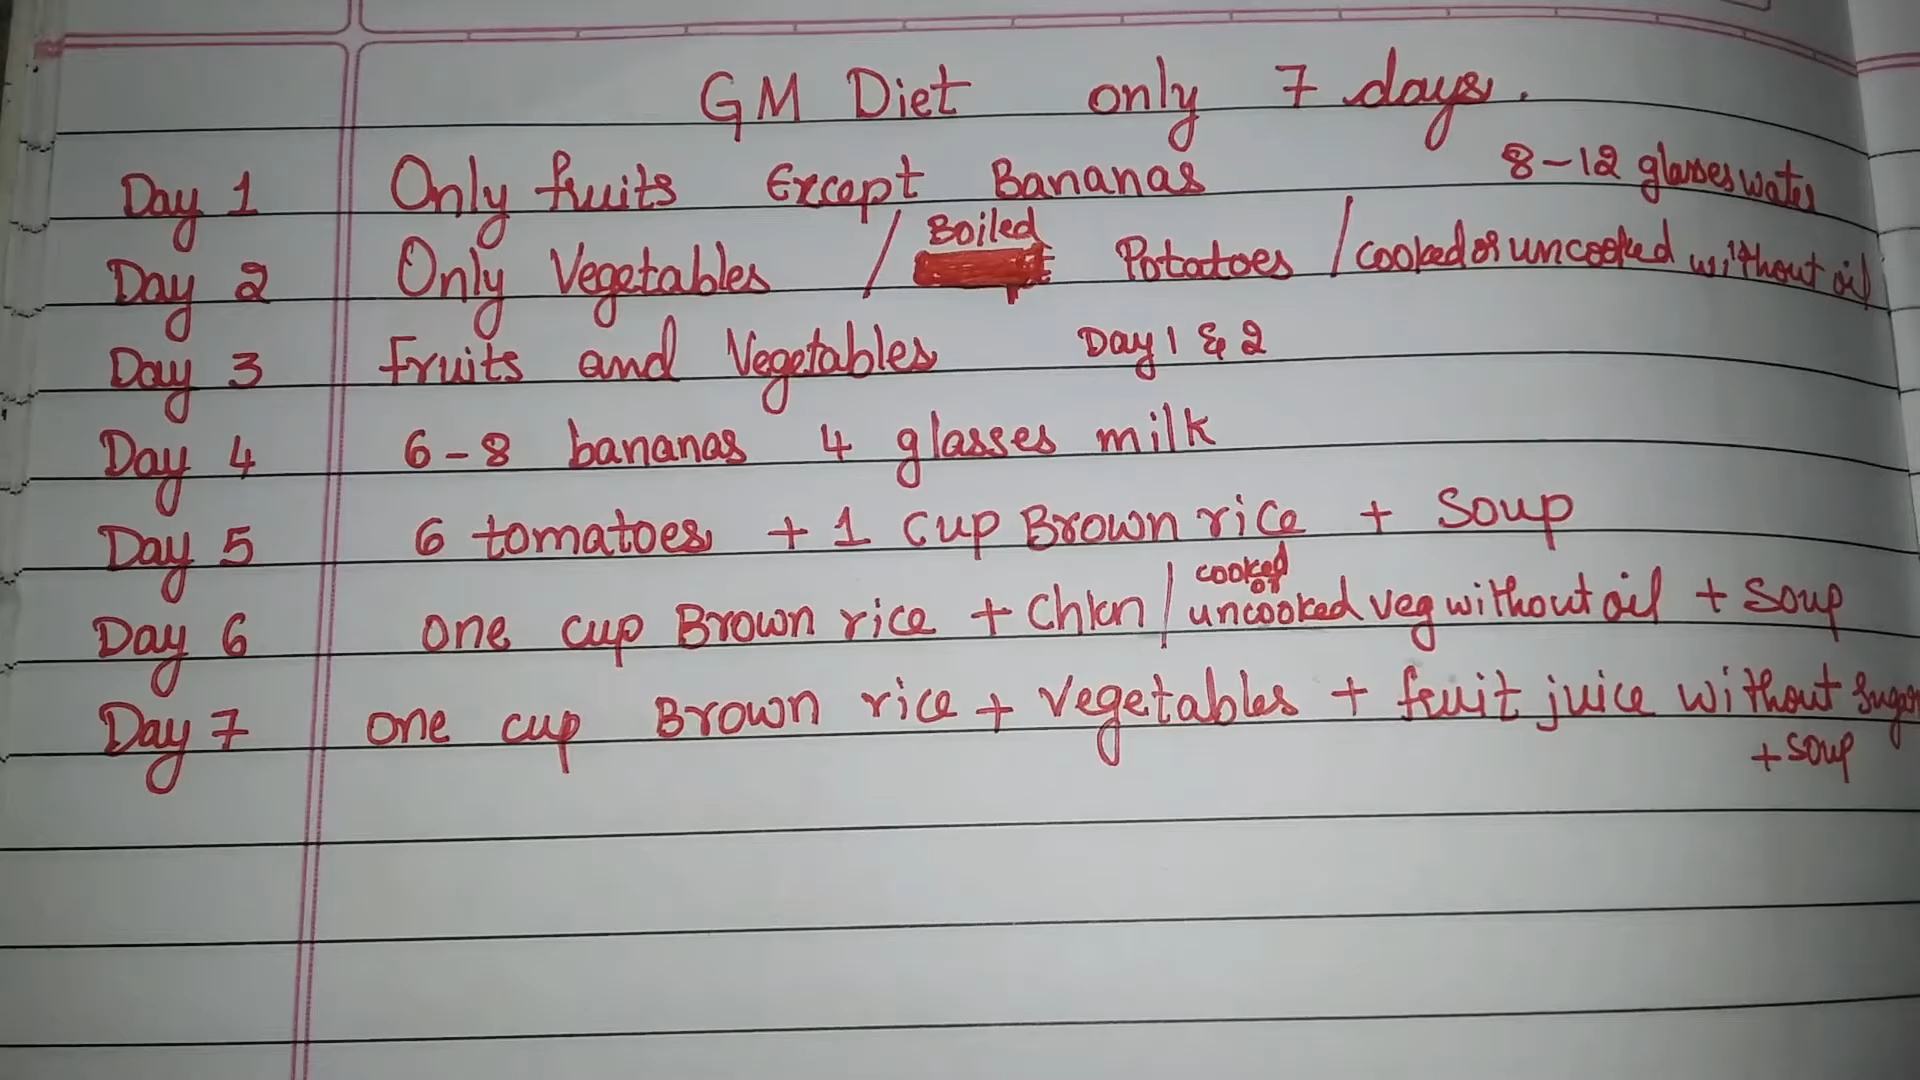 GM Diet only 7 days.
Day 1 Only fruits Except Bananas 8-12 glasses water
Day 2 Only Vegetables / Boiled Potatoes / cooked or uncooked without oil
Day 3 Fruits and Vegetables Day 1 & 2
Day 4 6-8 bananas 4 glasses milk
Day 5 6 tomatoes + 1 cup Brown rice + Soup
Day 6 one cup Brown rice + Chkn / cooked or uncooked veg without oil + Soup
Day 7 one cup Brown rice + Vegetables + fruit juice without sugar
+ soup